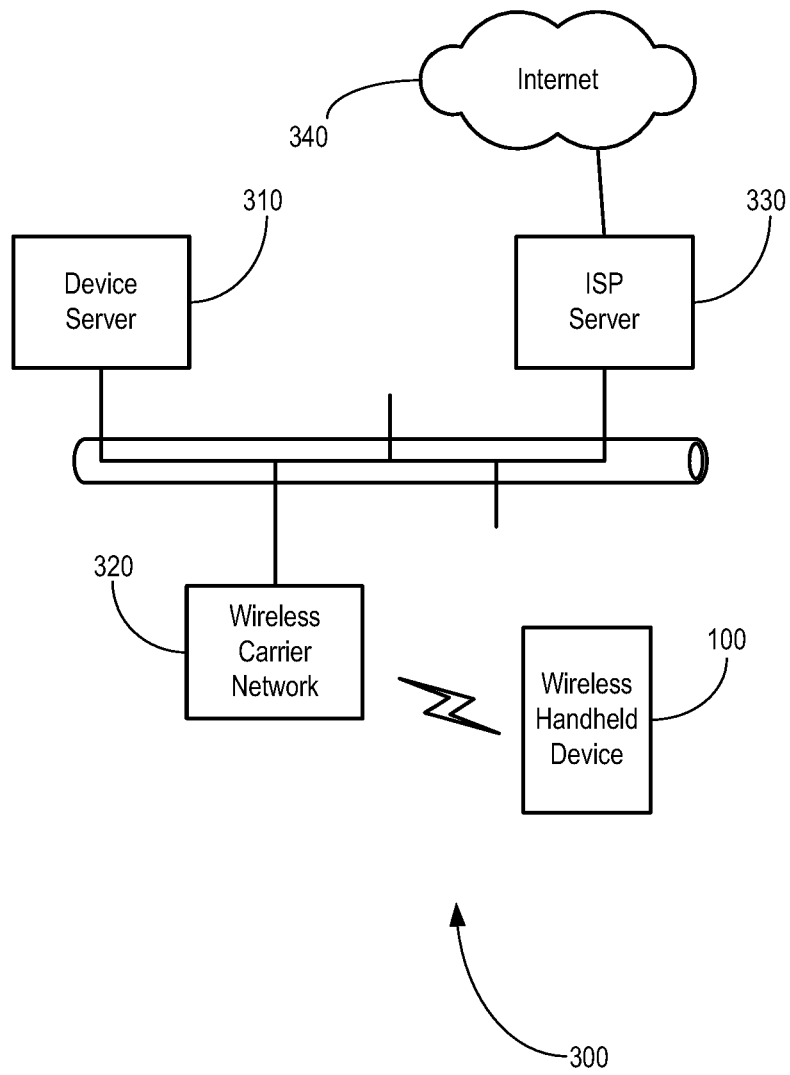 Internet
340
310
330
Device
Server
ISP
Server
320
Wireless
Carrier
Network
100
Wireless
Handheld
Device
300